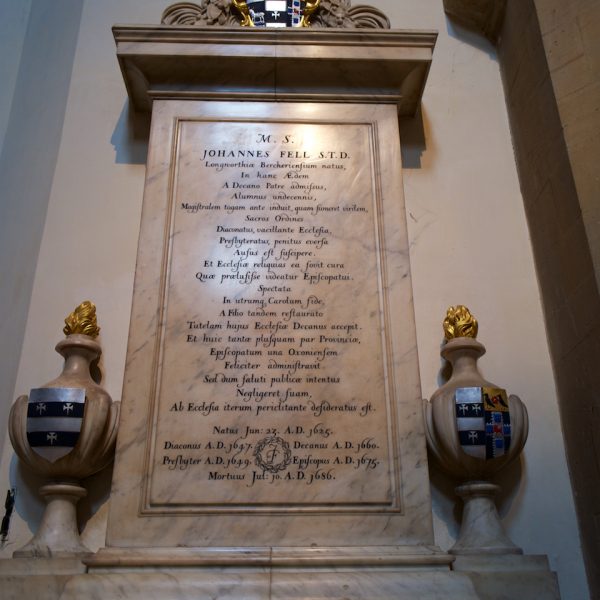 M. S.
JOHANNES FELL S.T.D.
Longworthiæ Bercheriensium natus,
In hanc Ædem
A Decano Patre admiſsus,
Alumnus undecennis,
Magiſtralem togam ante induit, quam ſumeret virilem,
Sacros Ordines
Diaconatus, vacillante Eccleſia,
Preſbyteratus, penitus everſa
Auſus eſt ſuſcipere.
Et Eccleſiæ reliquias ea fovit cura
Quæ præluſiſse videatur Epiſcopatui.
Spectata
In utrumq; Carolum fide,
A Filio tandem reſtaurato
Tutelam hujus Eccleſiæ Decanus accepit.
Et huic tantæ pluſquam par Provinciæ,
Epiſcopatum una Oxonienſem
Feliciter adminiſtravit.
Sed dum ſaluti publicæ intentus
Negligeret ſuam,
Ab Eccleſia iterum periclitante deſideratus eſt.
Natus Jun: 23. A.D. 1625.
Diaconus A.D. 1647. Decanus A.D. 1660.
Preſbyter A.D. 1649. Epiſcopus A.D. 1675.
Mortuus Jul: 10. A.D. 1686.